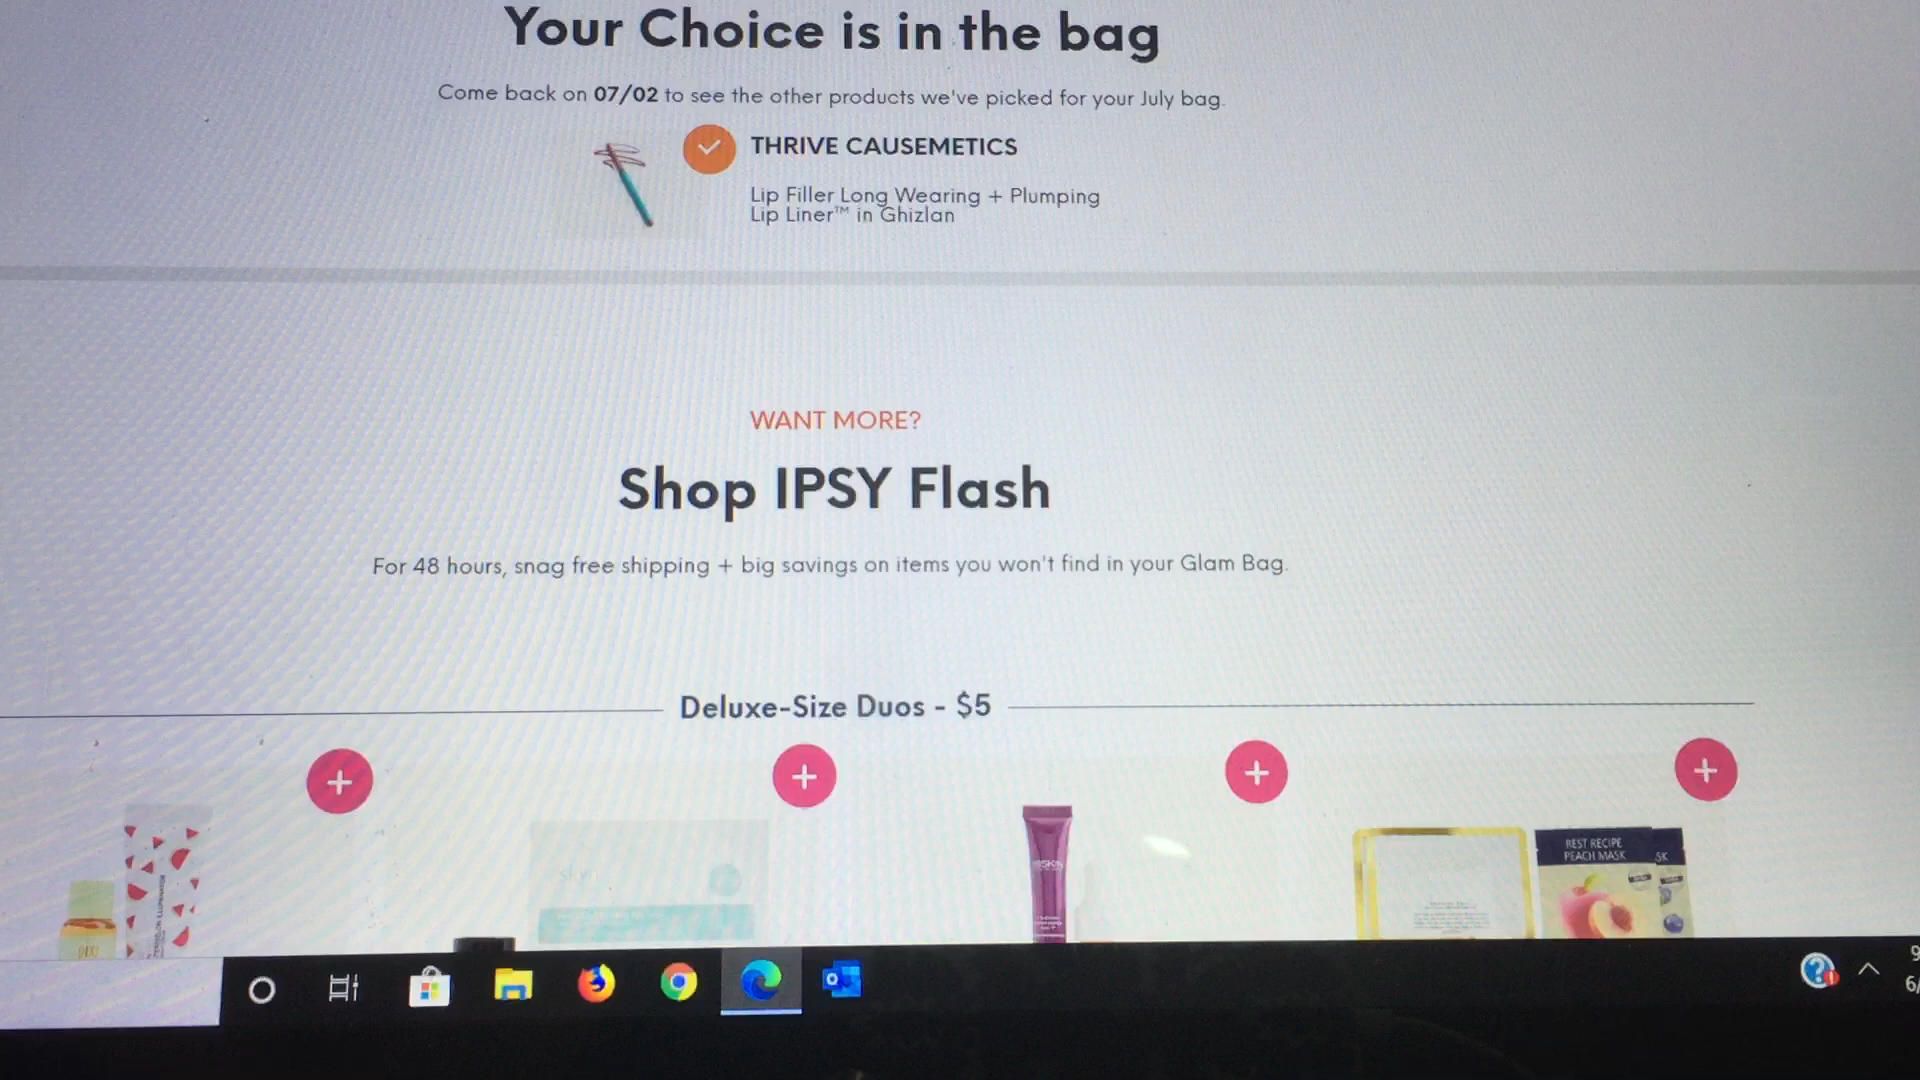 Your Choice is in the bag
Come back on 07/02 to see the other products we've picked for your July bag.
THRIVE CAUSEMETICS
Lip Filler Long Wearing + Plumping
Lip Liner™ in Ghizlan
WANT MORE?
Shop IPSY Flash
For 48 hours, snag free shipping + big savings on items you won't find in your Glam Bag.
Deluxe-Size Duos - $5
REST RECIPE
PEACH MASK
SK
9
6/